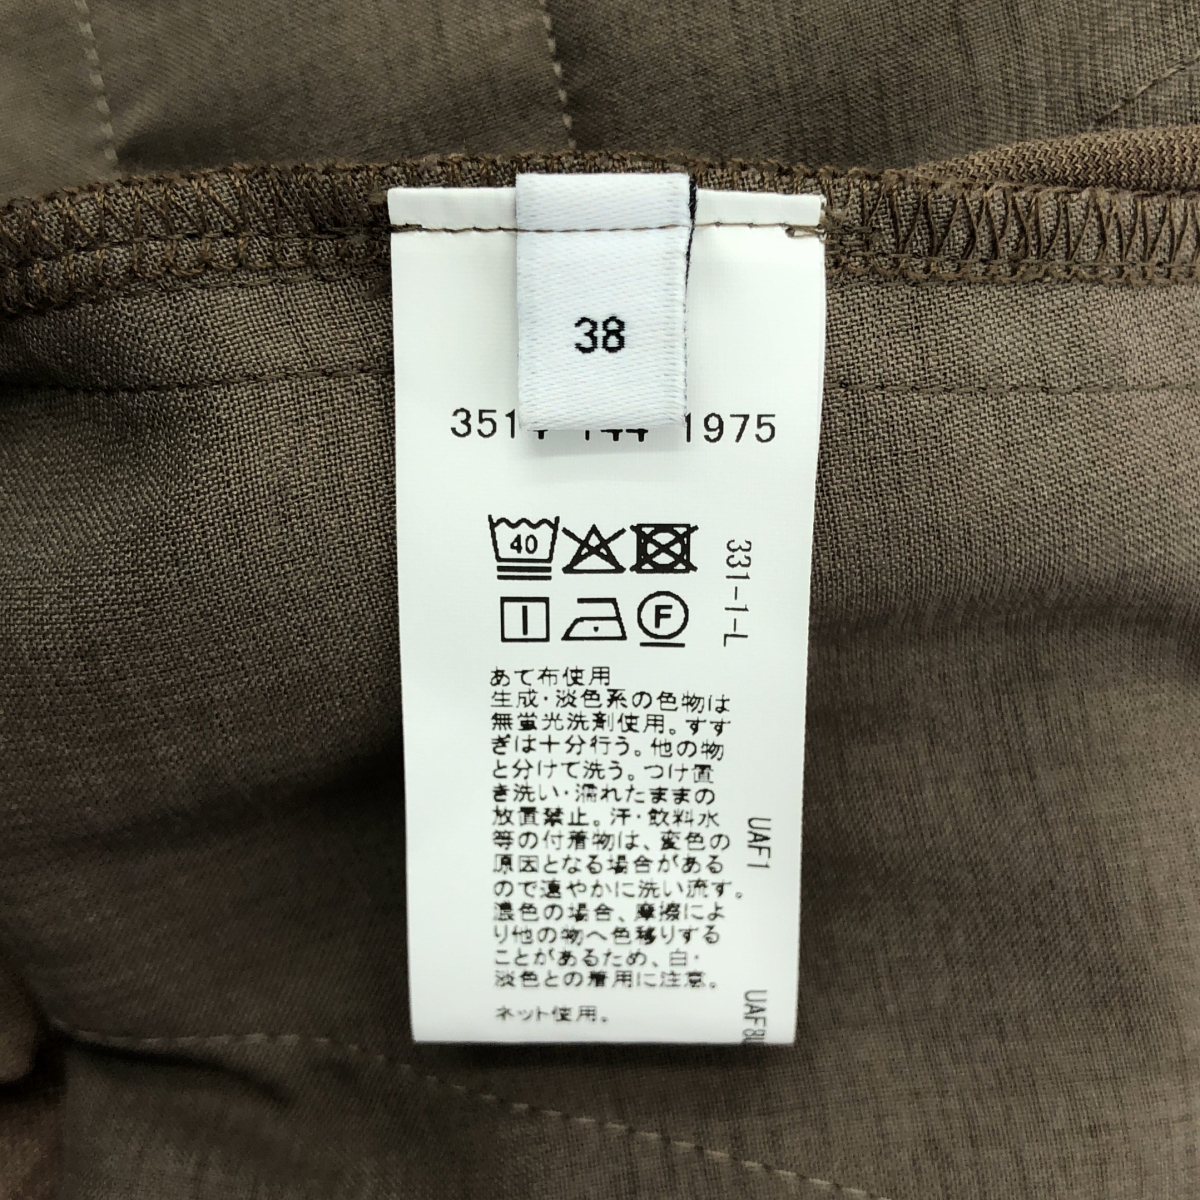 38
1975
40
331-1-L
F
あて布使用
生成・淡色系の色物は
無蛍光洗剤使用。すす
ぎは十分行う。他の物
と分けて洗う。つけ置
き洗い・濡れたままの
放置禁止。汗・飲料水
等の付着物は、変色の
原因となる場合がある
ので速やかに洗い流す。
濃色の場合、摩擦によ
り他の物へ色移りする
ことがあるため、白・
淡色との着用に注意。
ネット使用。
UAF1